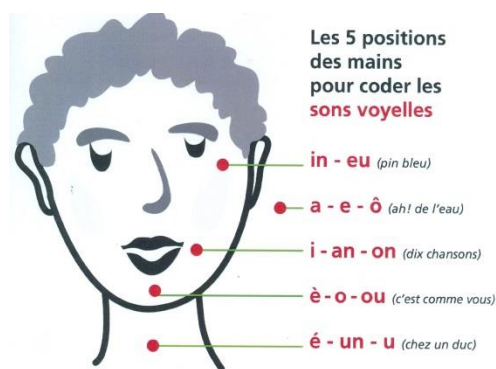 Les 5 positions
des mains
pour coder les
sons voyelles
in - eu (pin bleu)
a - e - ô (ah! de l'eau)
i - an - on (dix chansons)
è - o - ou (c'est comme vous)
é - un - u (chez un duc)